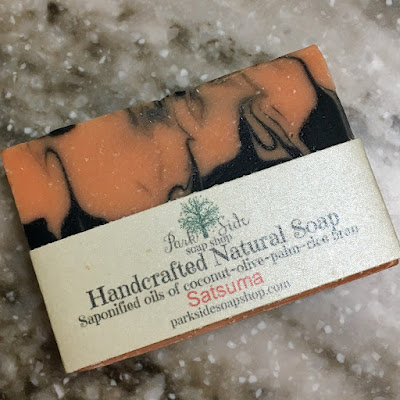 Park Side
soap shop
Handcrafted Natural Soap
Saponified oils of coconut-olive-palm-rice bran
Satsuma
parksidesoapshop.com